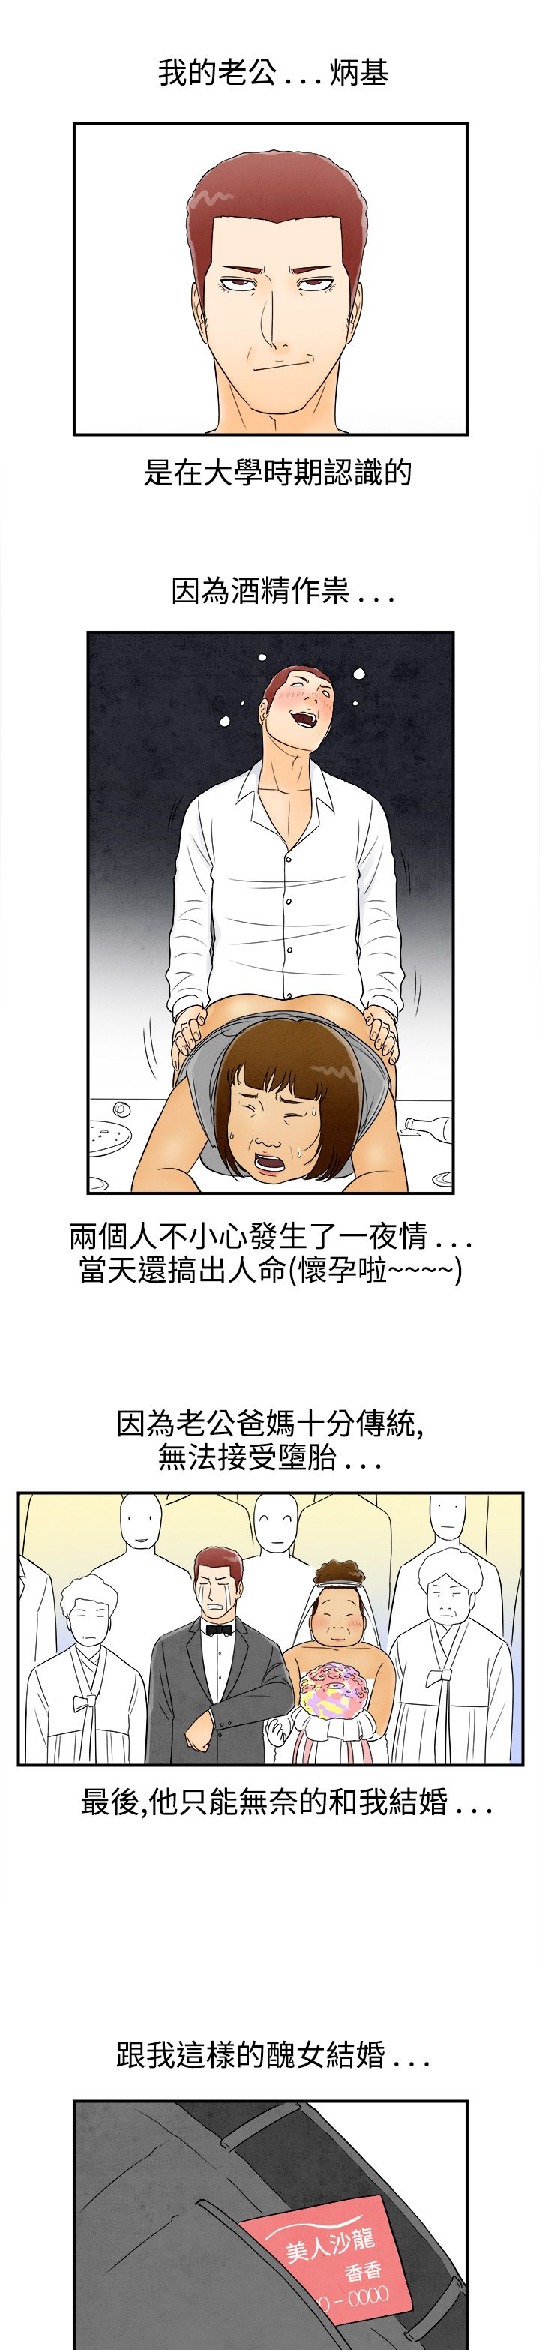 我的老公...炳基
是在大學時期認識的
因為酒精作祟...
兩個人不小心發生了一夜情...
當天還搞出人命(懷孕啦~~~~)
因為老公爸媽十分傳統,
無法接受墮胎...
最後,他只能無奈的和我結婚...
跟我這樣的醜女結婚...
美人沙龍
香香
0-0000